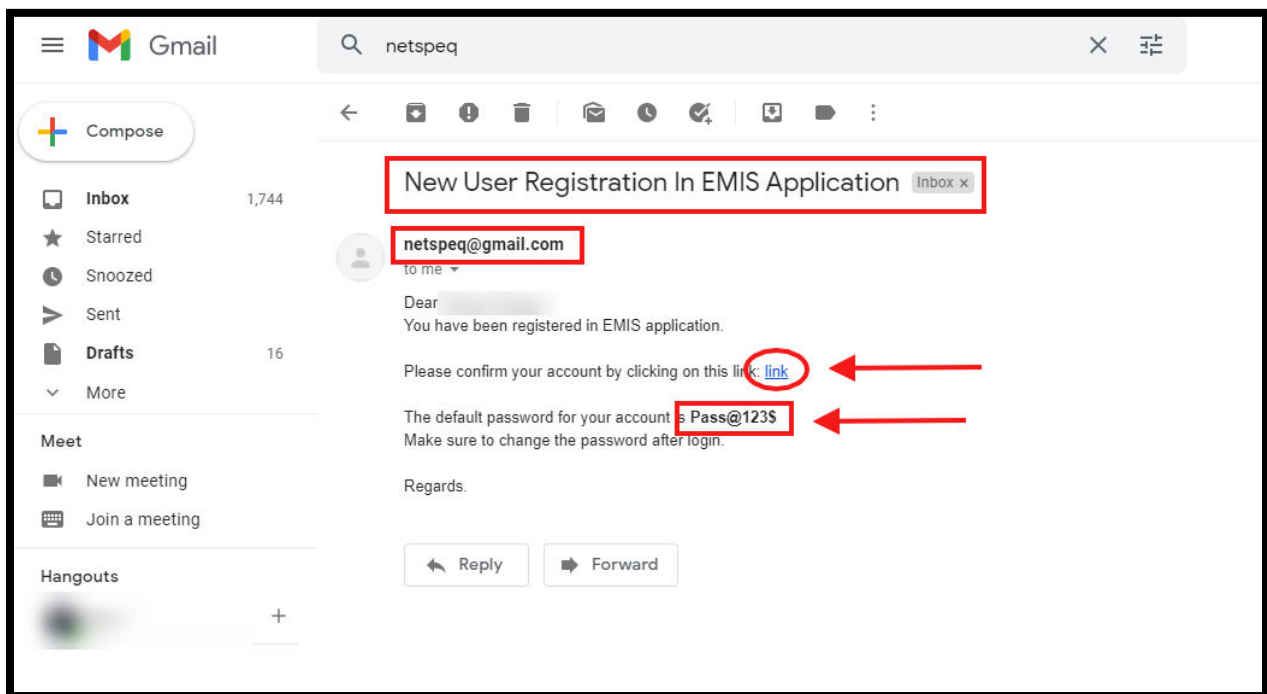 Gmail
netspeq
Compose
Inbox 1,744
Starred
Snoozed
Sent
Drafts 16
More
Meet
New meeting
Join a meeting
Hangouts
New User Registration In EMIS Application Inbox x
netspeq@gmail.com
to me
Dear
You have been registered in EMIS application.
Please confirm your account by clicking on this link: link
The default password for your account is Pass@123$
Make sure to change the password after login.
Regards.
Reply Forward